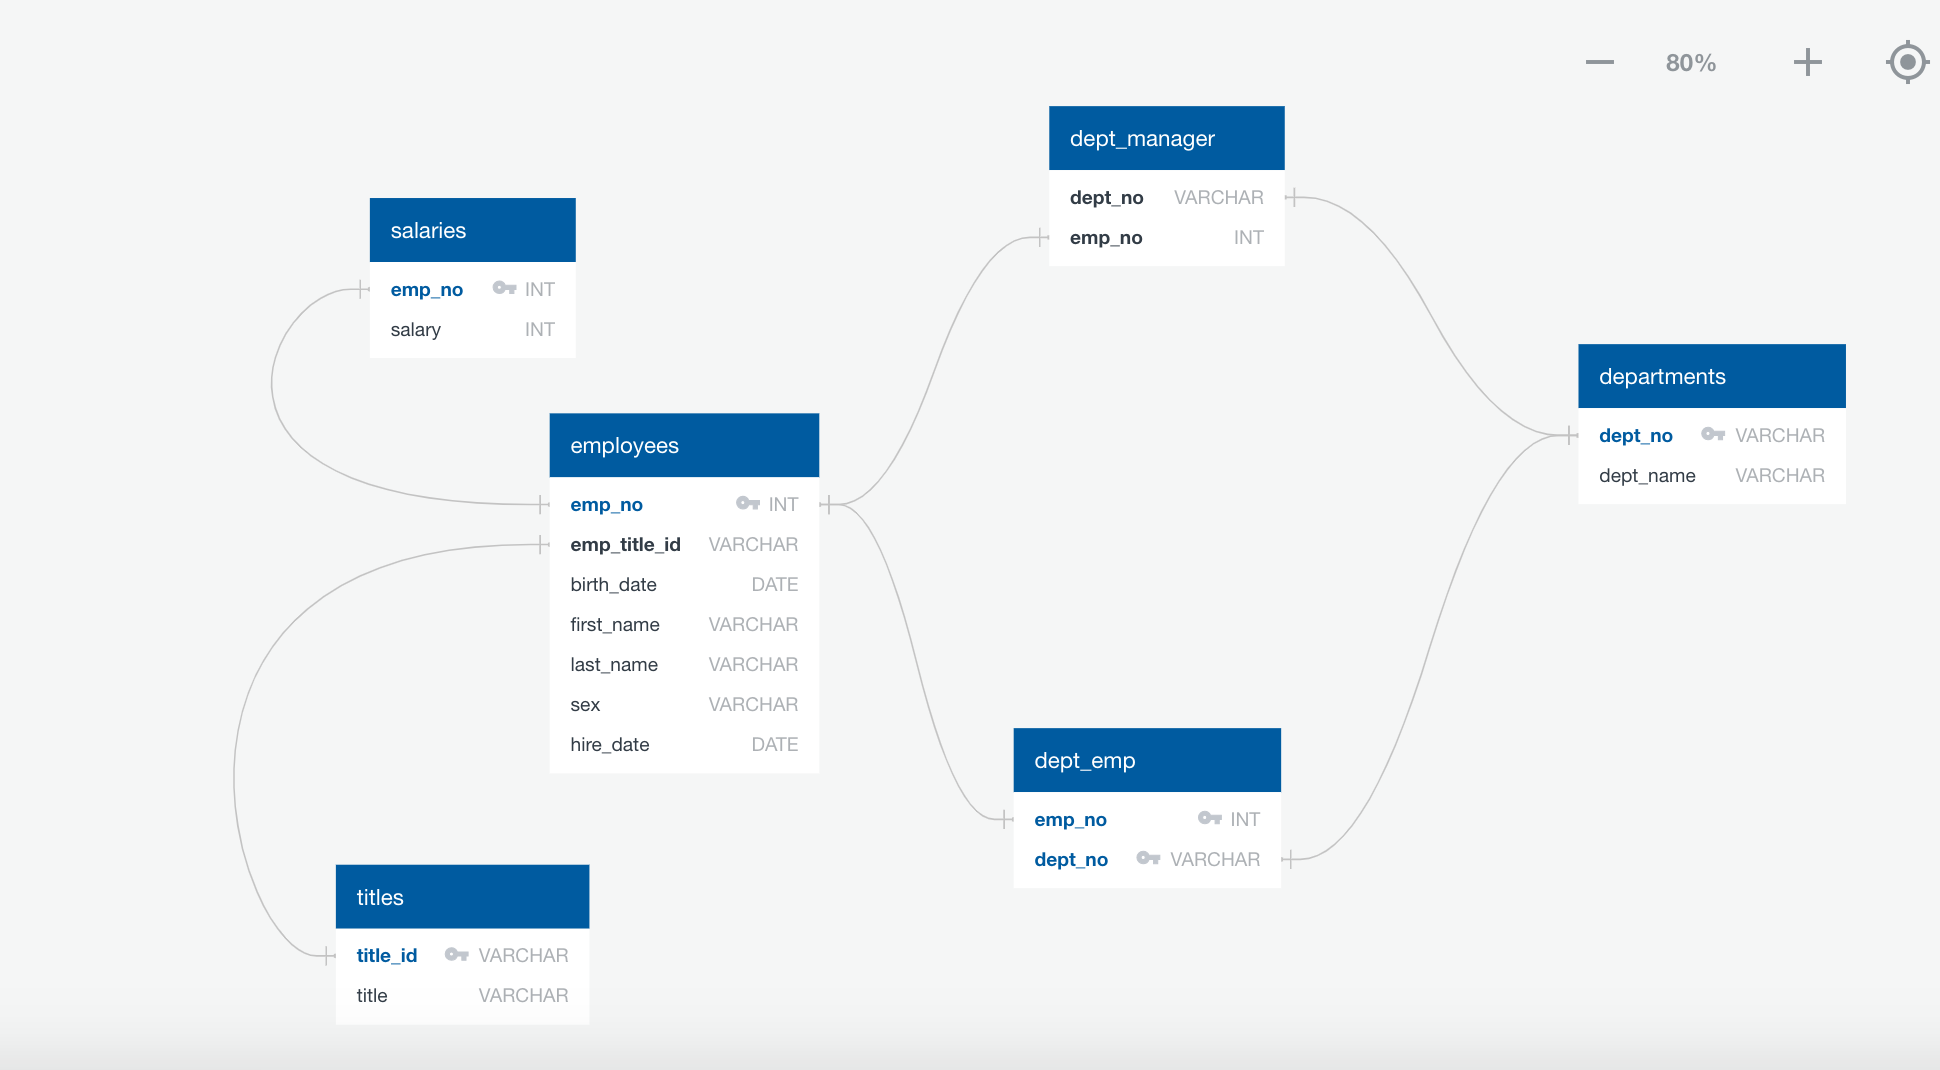 80%
dept_manager
dept_no VARCHAR
emp_no INT
salaries
emp_no INT
salary INT
departments
dept_no VARCHAR
dept_name VARCHAR
employees
emp_no INT
emp_title_id VARCHAR
birth_date DATE
first_name VARCHAR
last_name VARCHAR
sex VARCHAR
hire_date DATE
dept_emp
emp_no INT
dept_no VARCHAR
titles
title_id VARCHAR
title VARCHAR